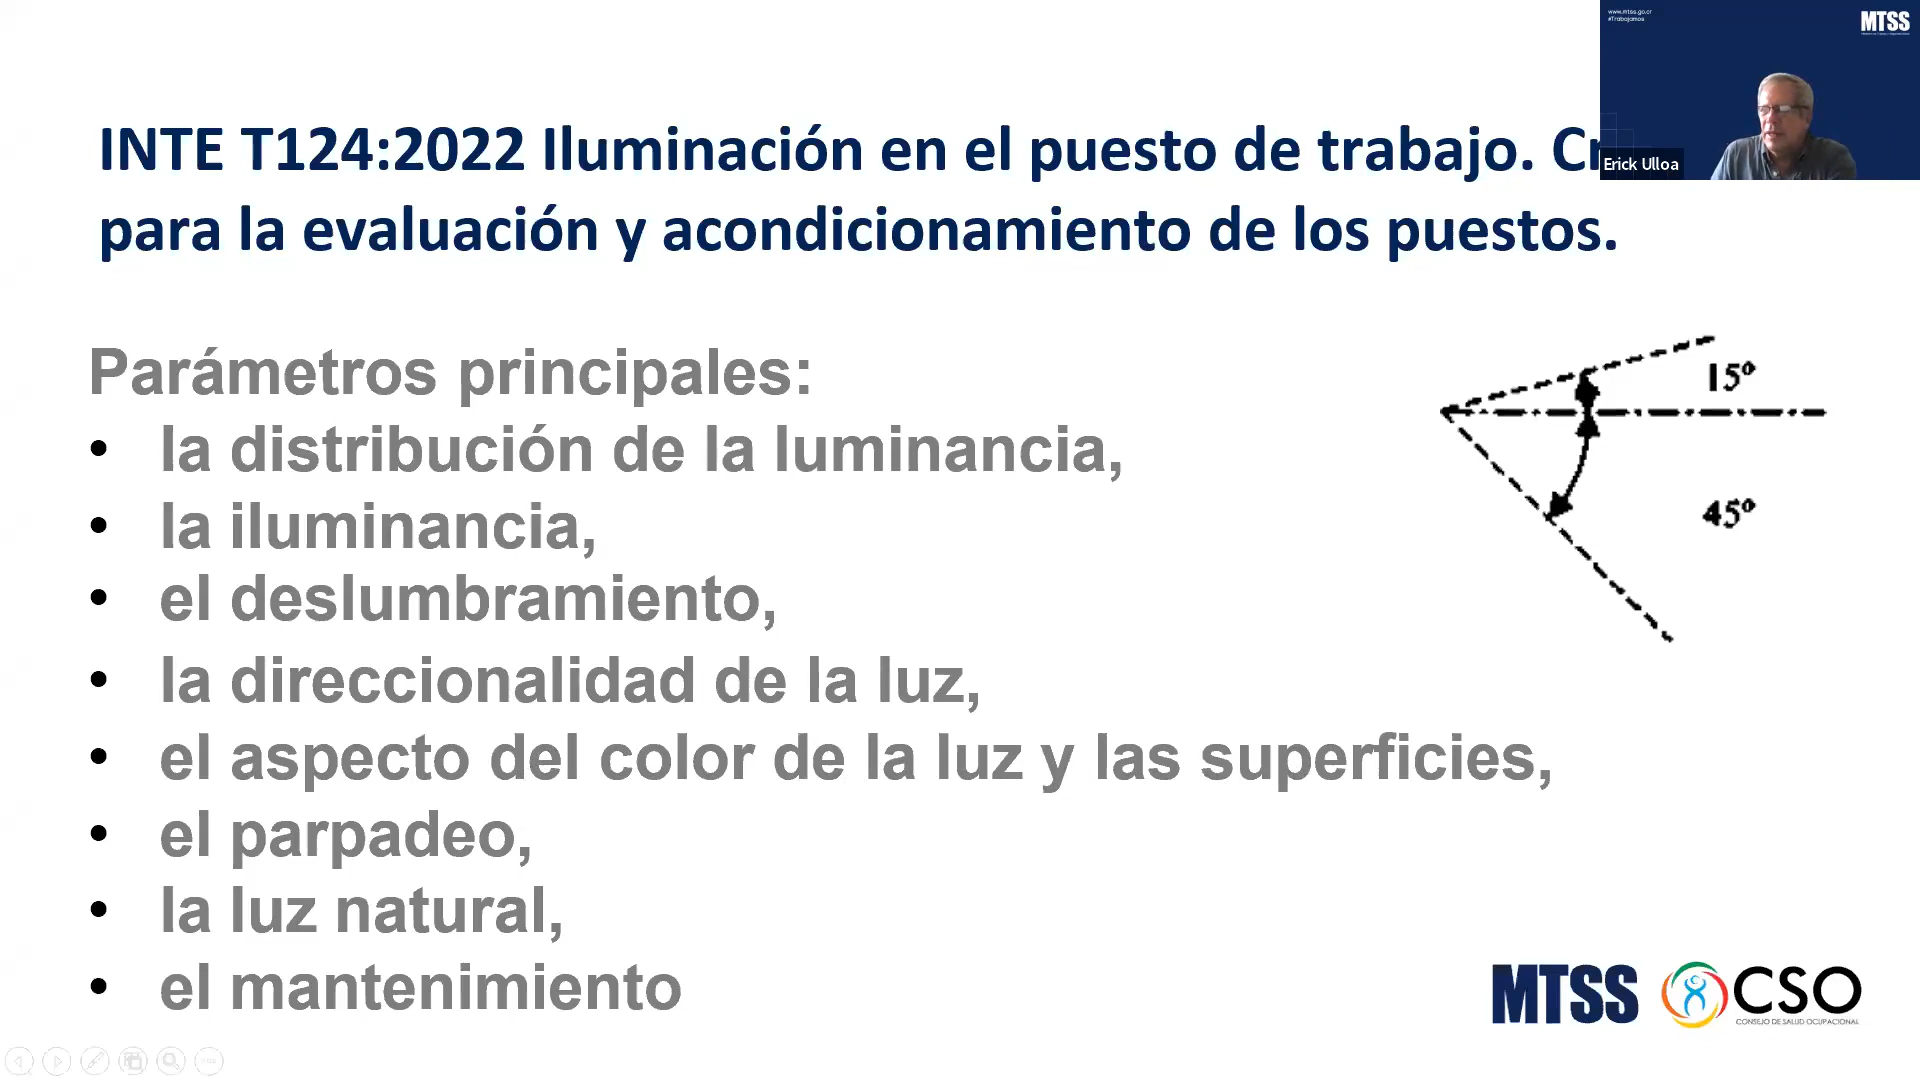 www.mtss.go.cr
#Trabajamos
MTSS
INTE T124:2022 Iluminación en el puesto de trabajo. Cr
Erick Ulloa
para la evaluación y acondicionamiento de los puestos.
Parámetros principales:
• la distribución de la luminancia,
• la iluminancia,
• el deslumbramiento,
• la direccionalidad de la luz,
• el aspecto del color de la luz y las superficies,
• el parpadeo,
• la luz natural,
• el mantenimiento
15º
45º
MTSS
CSO
CONSEJO DE SALUD OCUPACIONAL